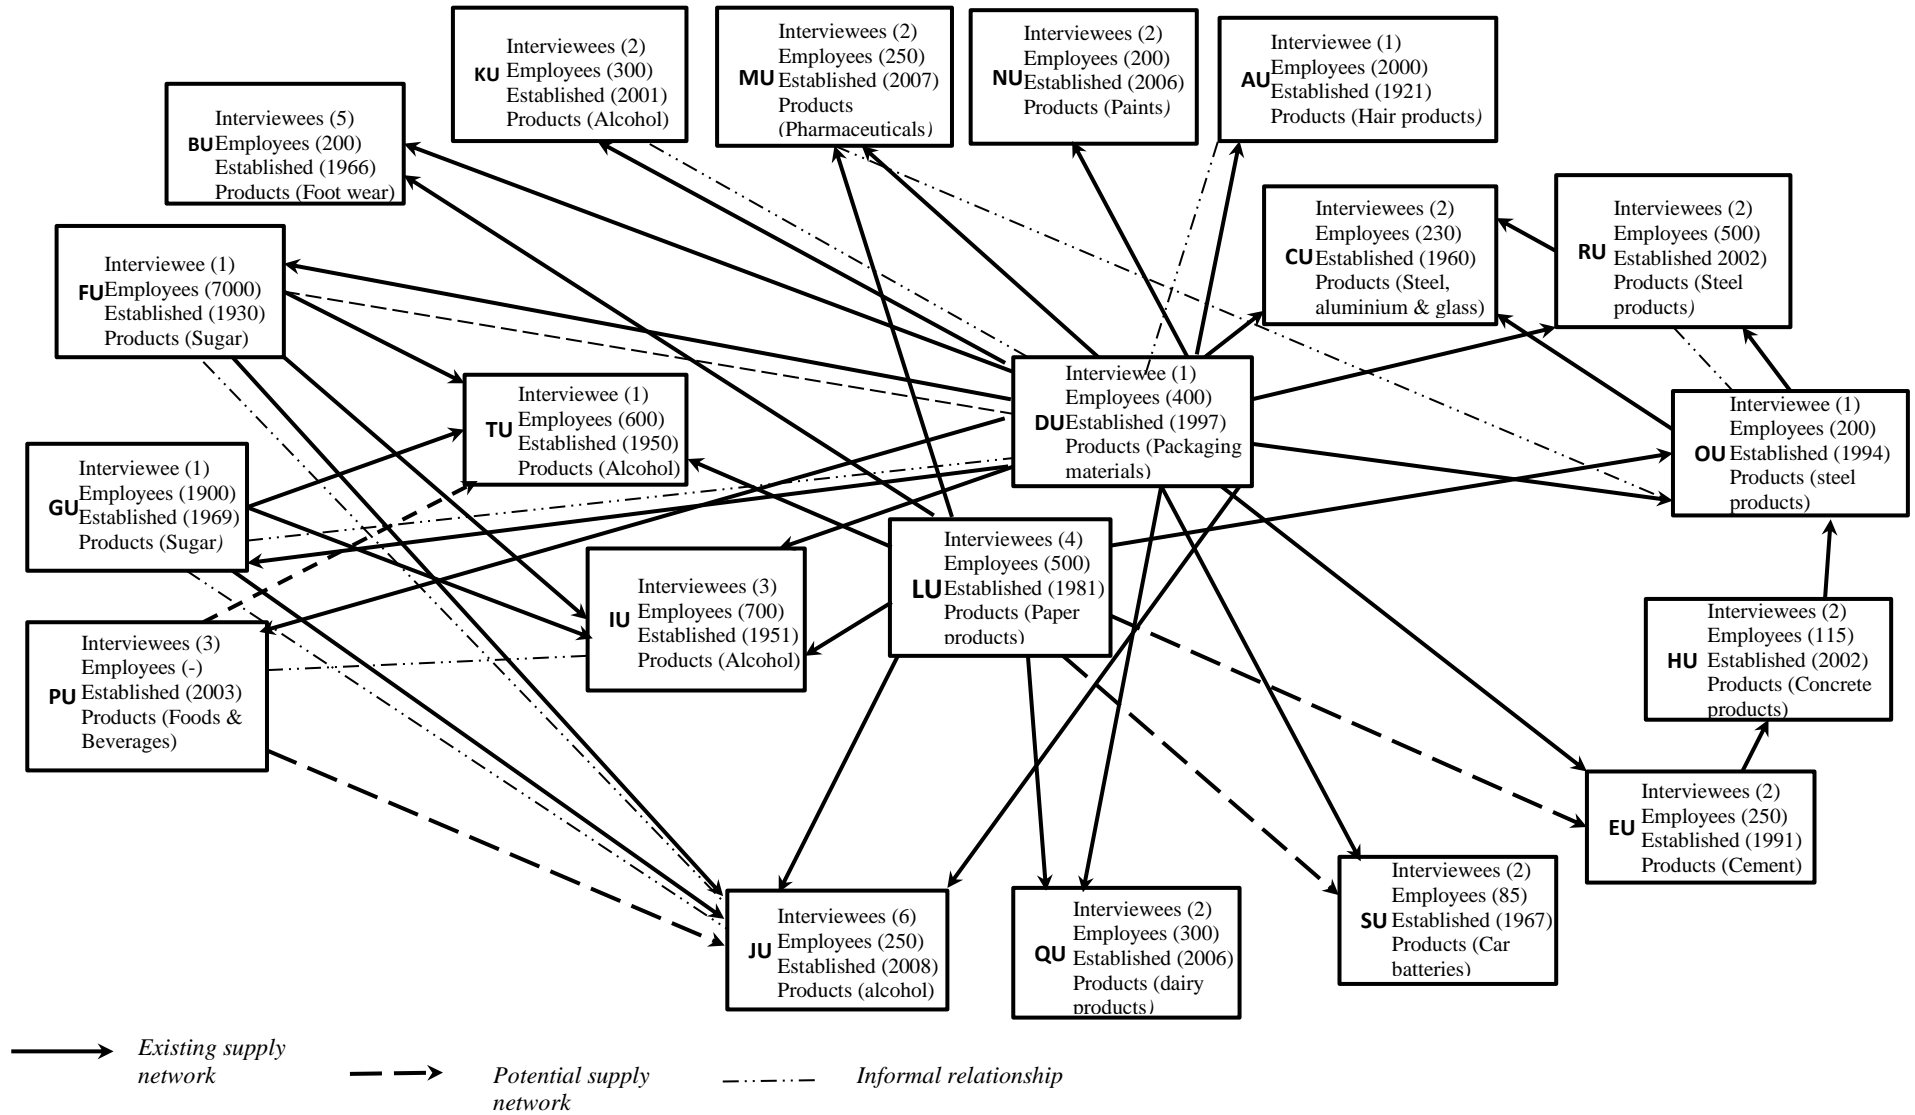 Interviewees (2)
KU Employees (300)
Established (2001)
Products (Alcohol)
Interviewees (2)
MU Employees (250)
Established (2007)
Products
(Pharmaceuticals)
Interviewees (2)
NU Employees (200)
Established (2006)
Products (Paints)
Interviewee (1)
AU Employees (2000)
Established (1921)
Products (Hair products)
Interviewees (5)
BU Employees (200)
Established (1966)
Products (Foot wear)
Interviewees (2)
Employees (230)
CU Established (1960)
Products (Steel,
aluminium & glass)
Interviewees (2)
Employees (500)
RU Established 2002)
Products (Steel
products)
Interviewee (1)
FU Employees (7000)
Established (1930)
Products (Sugar)
Interviewee (1)
TU Employees (600)
Established (1950)
Products (Alcohol)
Interviewee (1)
Employees (400)
DU Established (1997)
Products (Packaging
materials)
Interviewee (1)
Employees (200)
OU Established (1994)
Products (steel
products)
Interviewee (1)
Employees (1900)
GU Established (1969)
Products (Sugar)
Interviewees (3)
IU Employees (700)
Established (1951)
Products (Alcohol)
Interviewees (4)
Employees (500)
LU Established (1981)
Products (Paper
products)
Interviewees (2)
Employees (115)
HU Established (2002)
Products (Concrete
products)
Interviewees (3)
Employees (-)
PU Established (2003)
Products (Foods &
Beverages)
Interviewees (2)
EU Employees (250)
Established (1991)
Products (Cement)
Interviewees (6)
JU Employees (250)
Established (2008)
Products (alcohol)
Interviewees (2)
Employees (300)
QU Established (2006)
Products (dairy
products)
Interviewees (2)
Employees (85)
SU Established (1967)
Products (Car
batteries)
Existing supply
network
Potential supply
network
Informal relationship